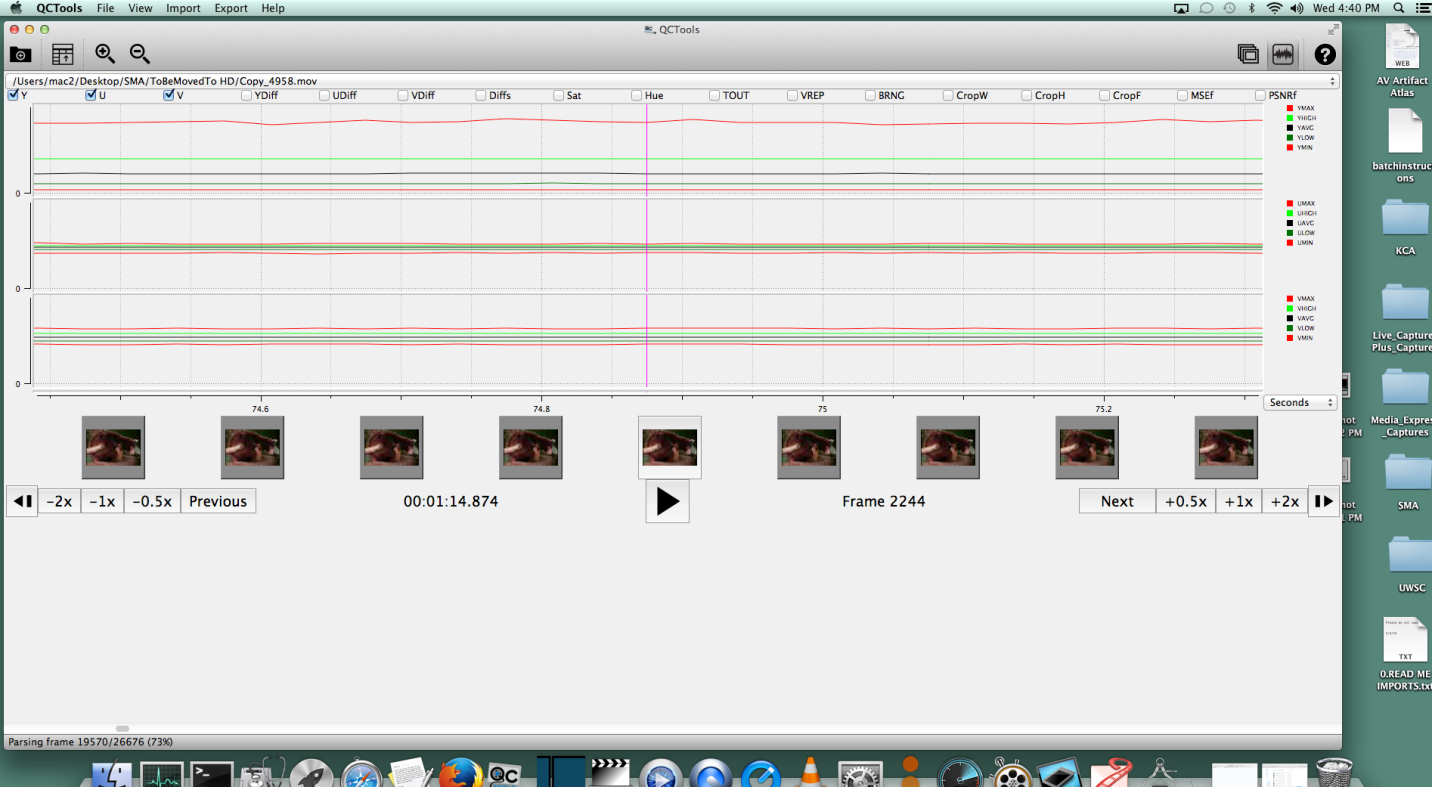 QCTools File View Import Export Help Wed 4:40 PM
QCTools
/Users/mac2/Desktop/SMA/ToBeMovedTo HD/Copy_4958.mov
Y U V YDiff UDiff VDiff Diffs Sat Hue TOUT VREP BRNG CropW CropH CropF MSEf PSNRf
YMAX
YHIGH
YAVG
YLOW
YMIN
0
UMAX
UHIGH
UAVG
ULOW
UMIN
0
VMAX
VHIGH
VAVG
VLOW
VMIN
0
74.6 74.8 75 75.2
Seconds
-2x -1x -0.5x Previous 00:01:14.874 Frame 2244 Next +0.5x +1x +2x
Parsing frame 19570/26676 (73%)
WEB
AV Artifact
Atlas
batchinstruc
ons
KCA
Live_Capture
Plus_Capture
Media_Expres
_Captures
SMA
UWSC
TXT
0.READ ME
IMPORTS.txt
QC